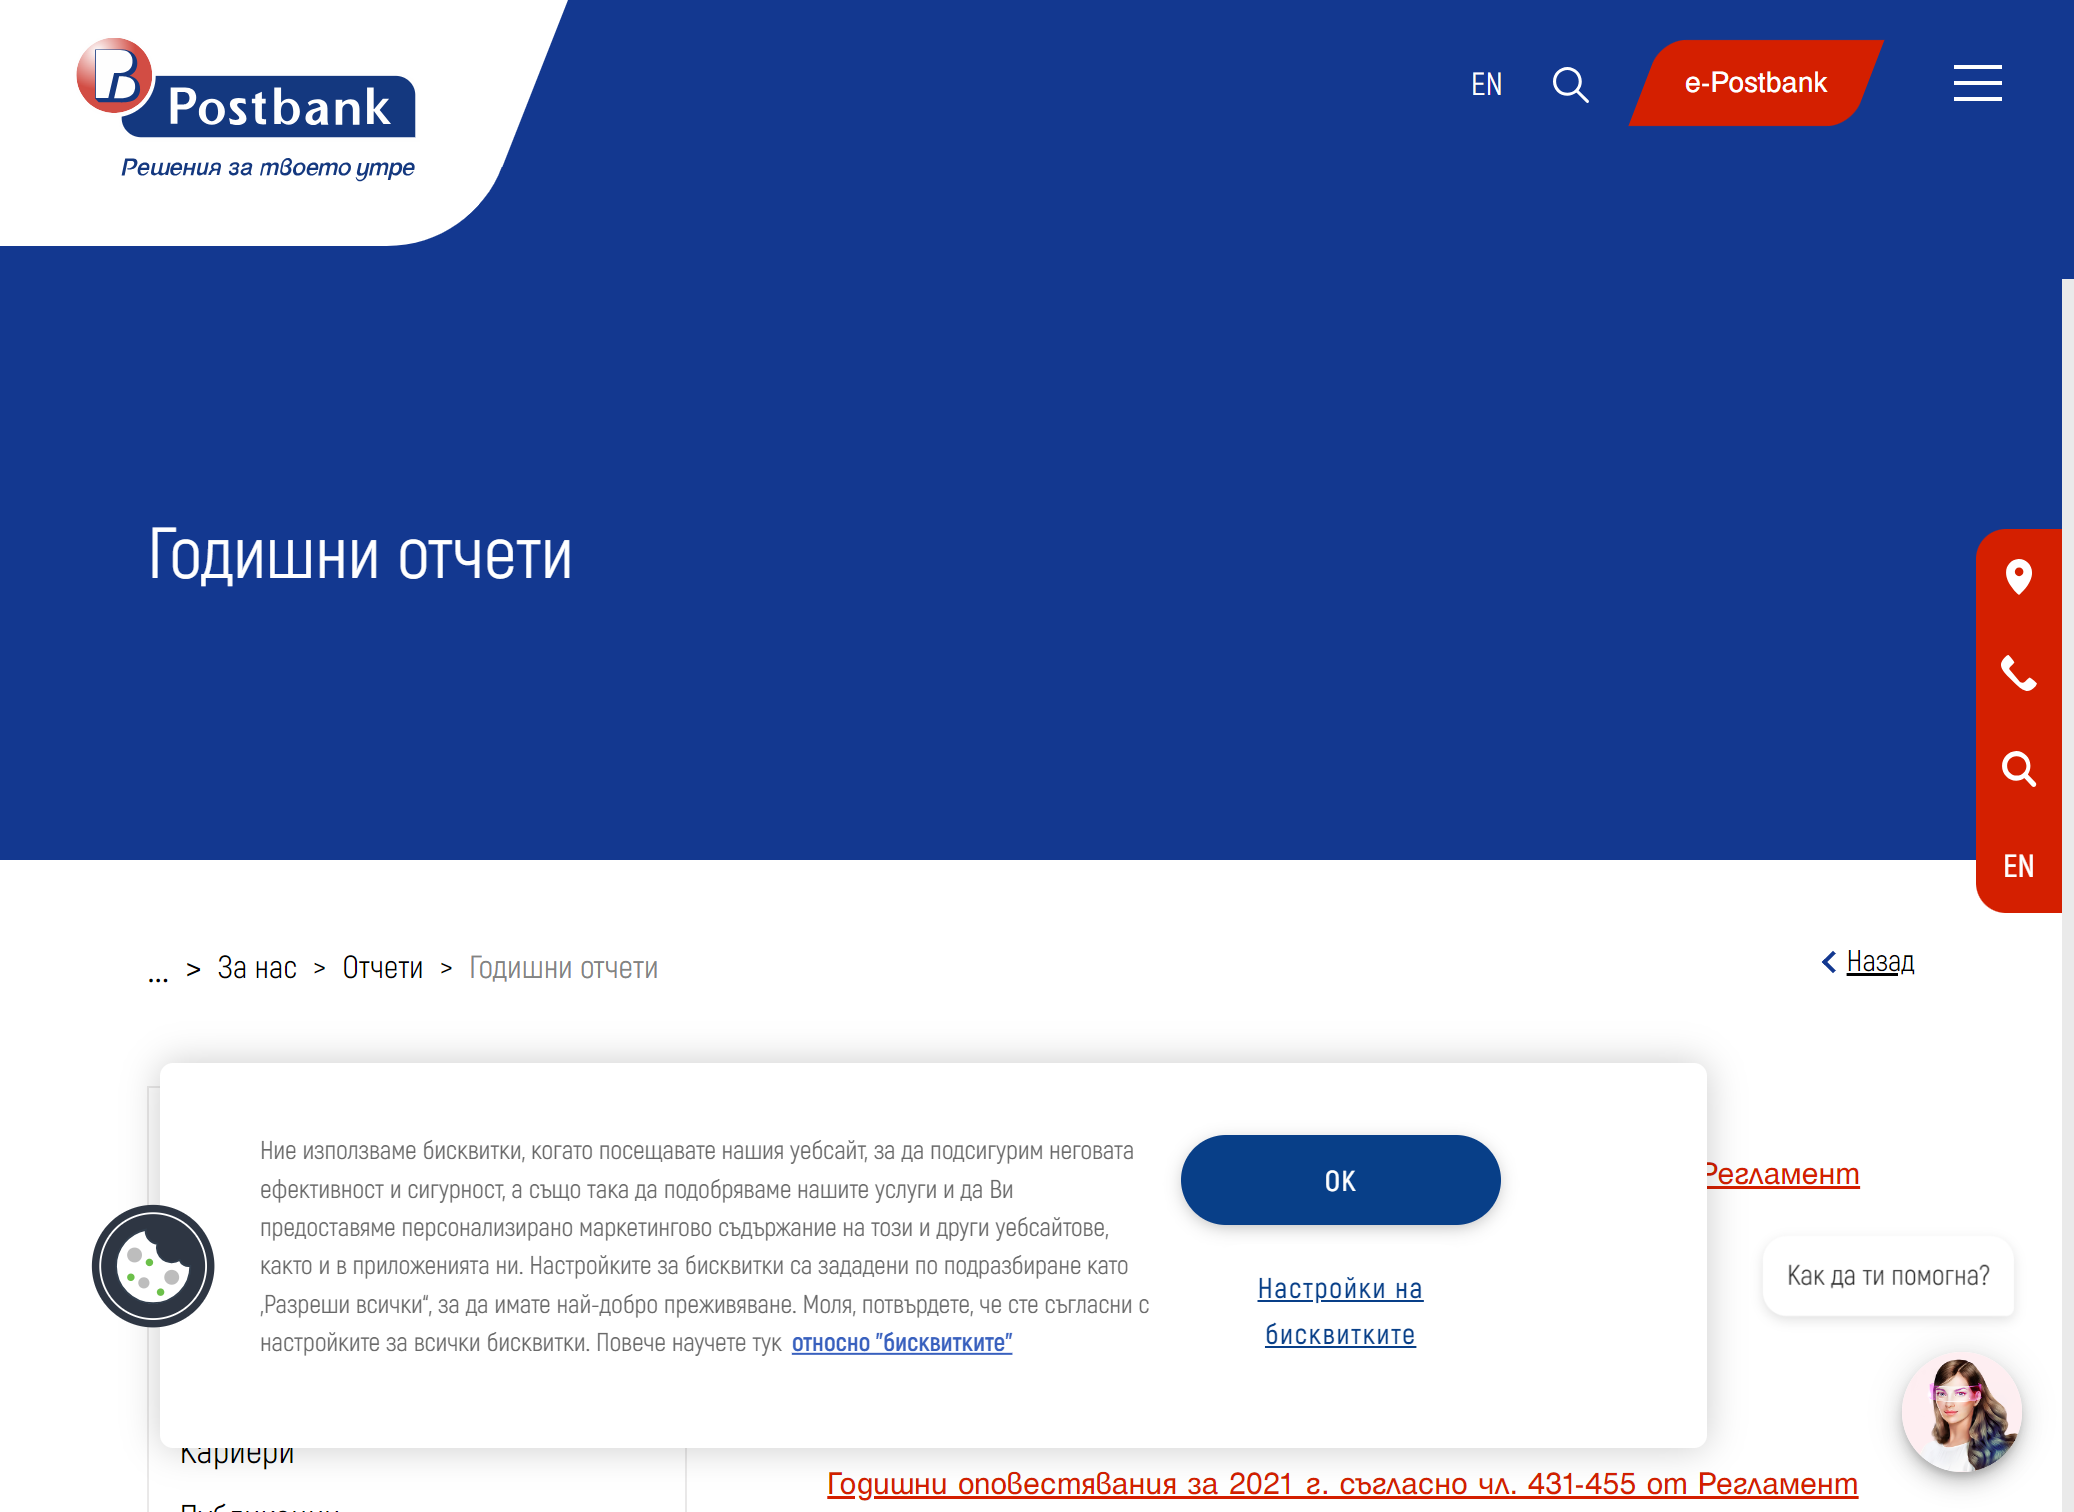 Postbank
Решения за твоето утре
EN
e-Postbank
Годишни отчети
EN
... > За нас > Отчети > Годишни отчети
Назад
Ние използваме бисквитки, когато посещавате нашия уебсайт, за да подсигурим неговата
ефективност и сигурност, а също така да подобряваме нашите услуги и да Ви
предоставяме персонализирано маркетингово съдържание на този и други уебсайтове,
както и в приложенията ни. Настройките за бисквитки са зададени по подразбиране като
„Разреши всички“, за да имате най-добро преживяване. Моля, потвърдете, че сте съгласни с
настройките за всички бисквитки. Повече научете тук относно "бисквитките"
ОК
Настройки на
бисквитките
Регламент
Как да ти помогна?
Кариери
Годишни оповестявания за 2021 г. съгласно чл. 431-455 от Регламент